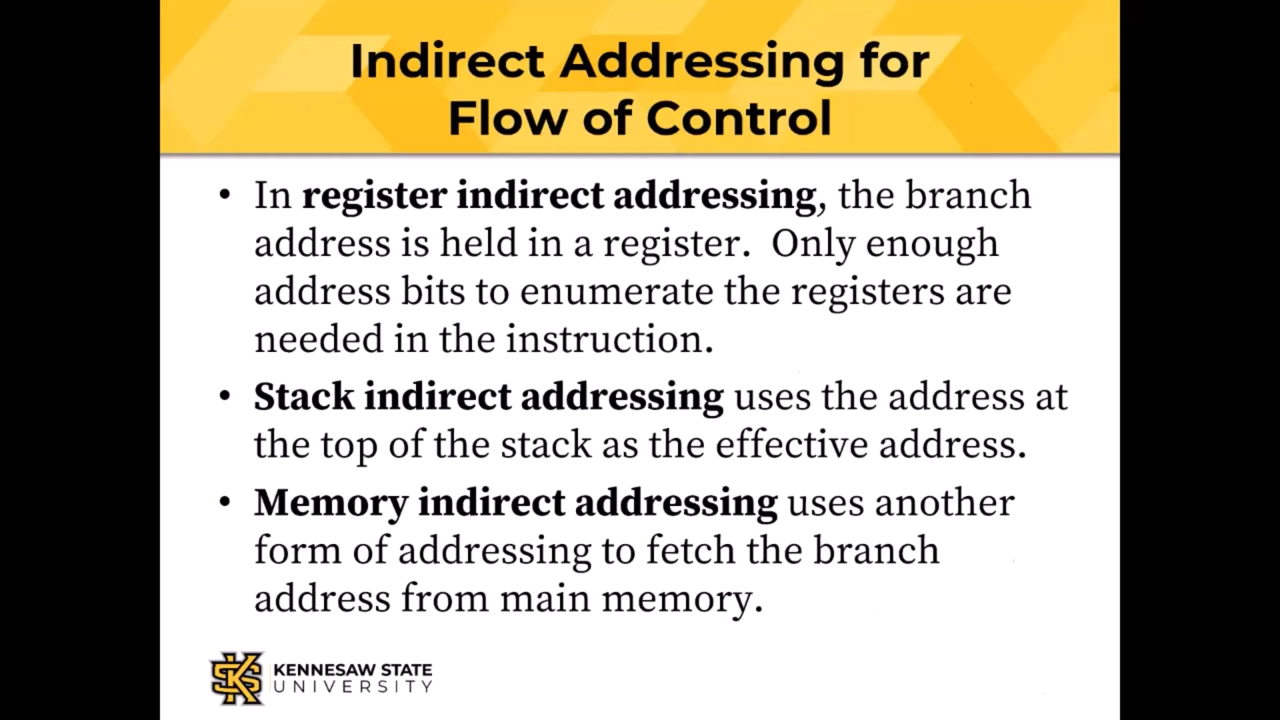 Indirect Addressing for
Flow of Control
• In register indirect addressing, the branch
address is held in a register.  Only enough
address bits to enumerate the registers are
needed in the instruction.
• Stack indirect addressing uses the address at
the top of the stack as the effective address.
• Memory indirect addressing uses another
form of addressing to fetch the branch
address from main memory.
KENNESAW STATE
UNIVERSITY